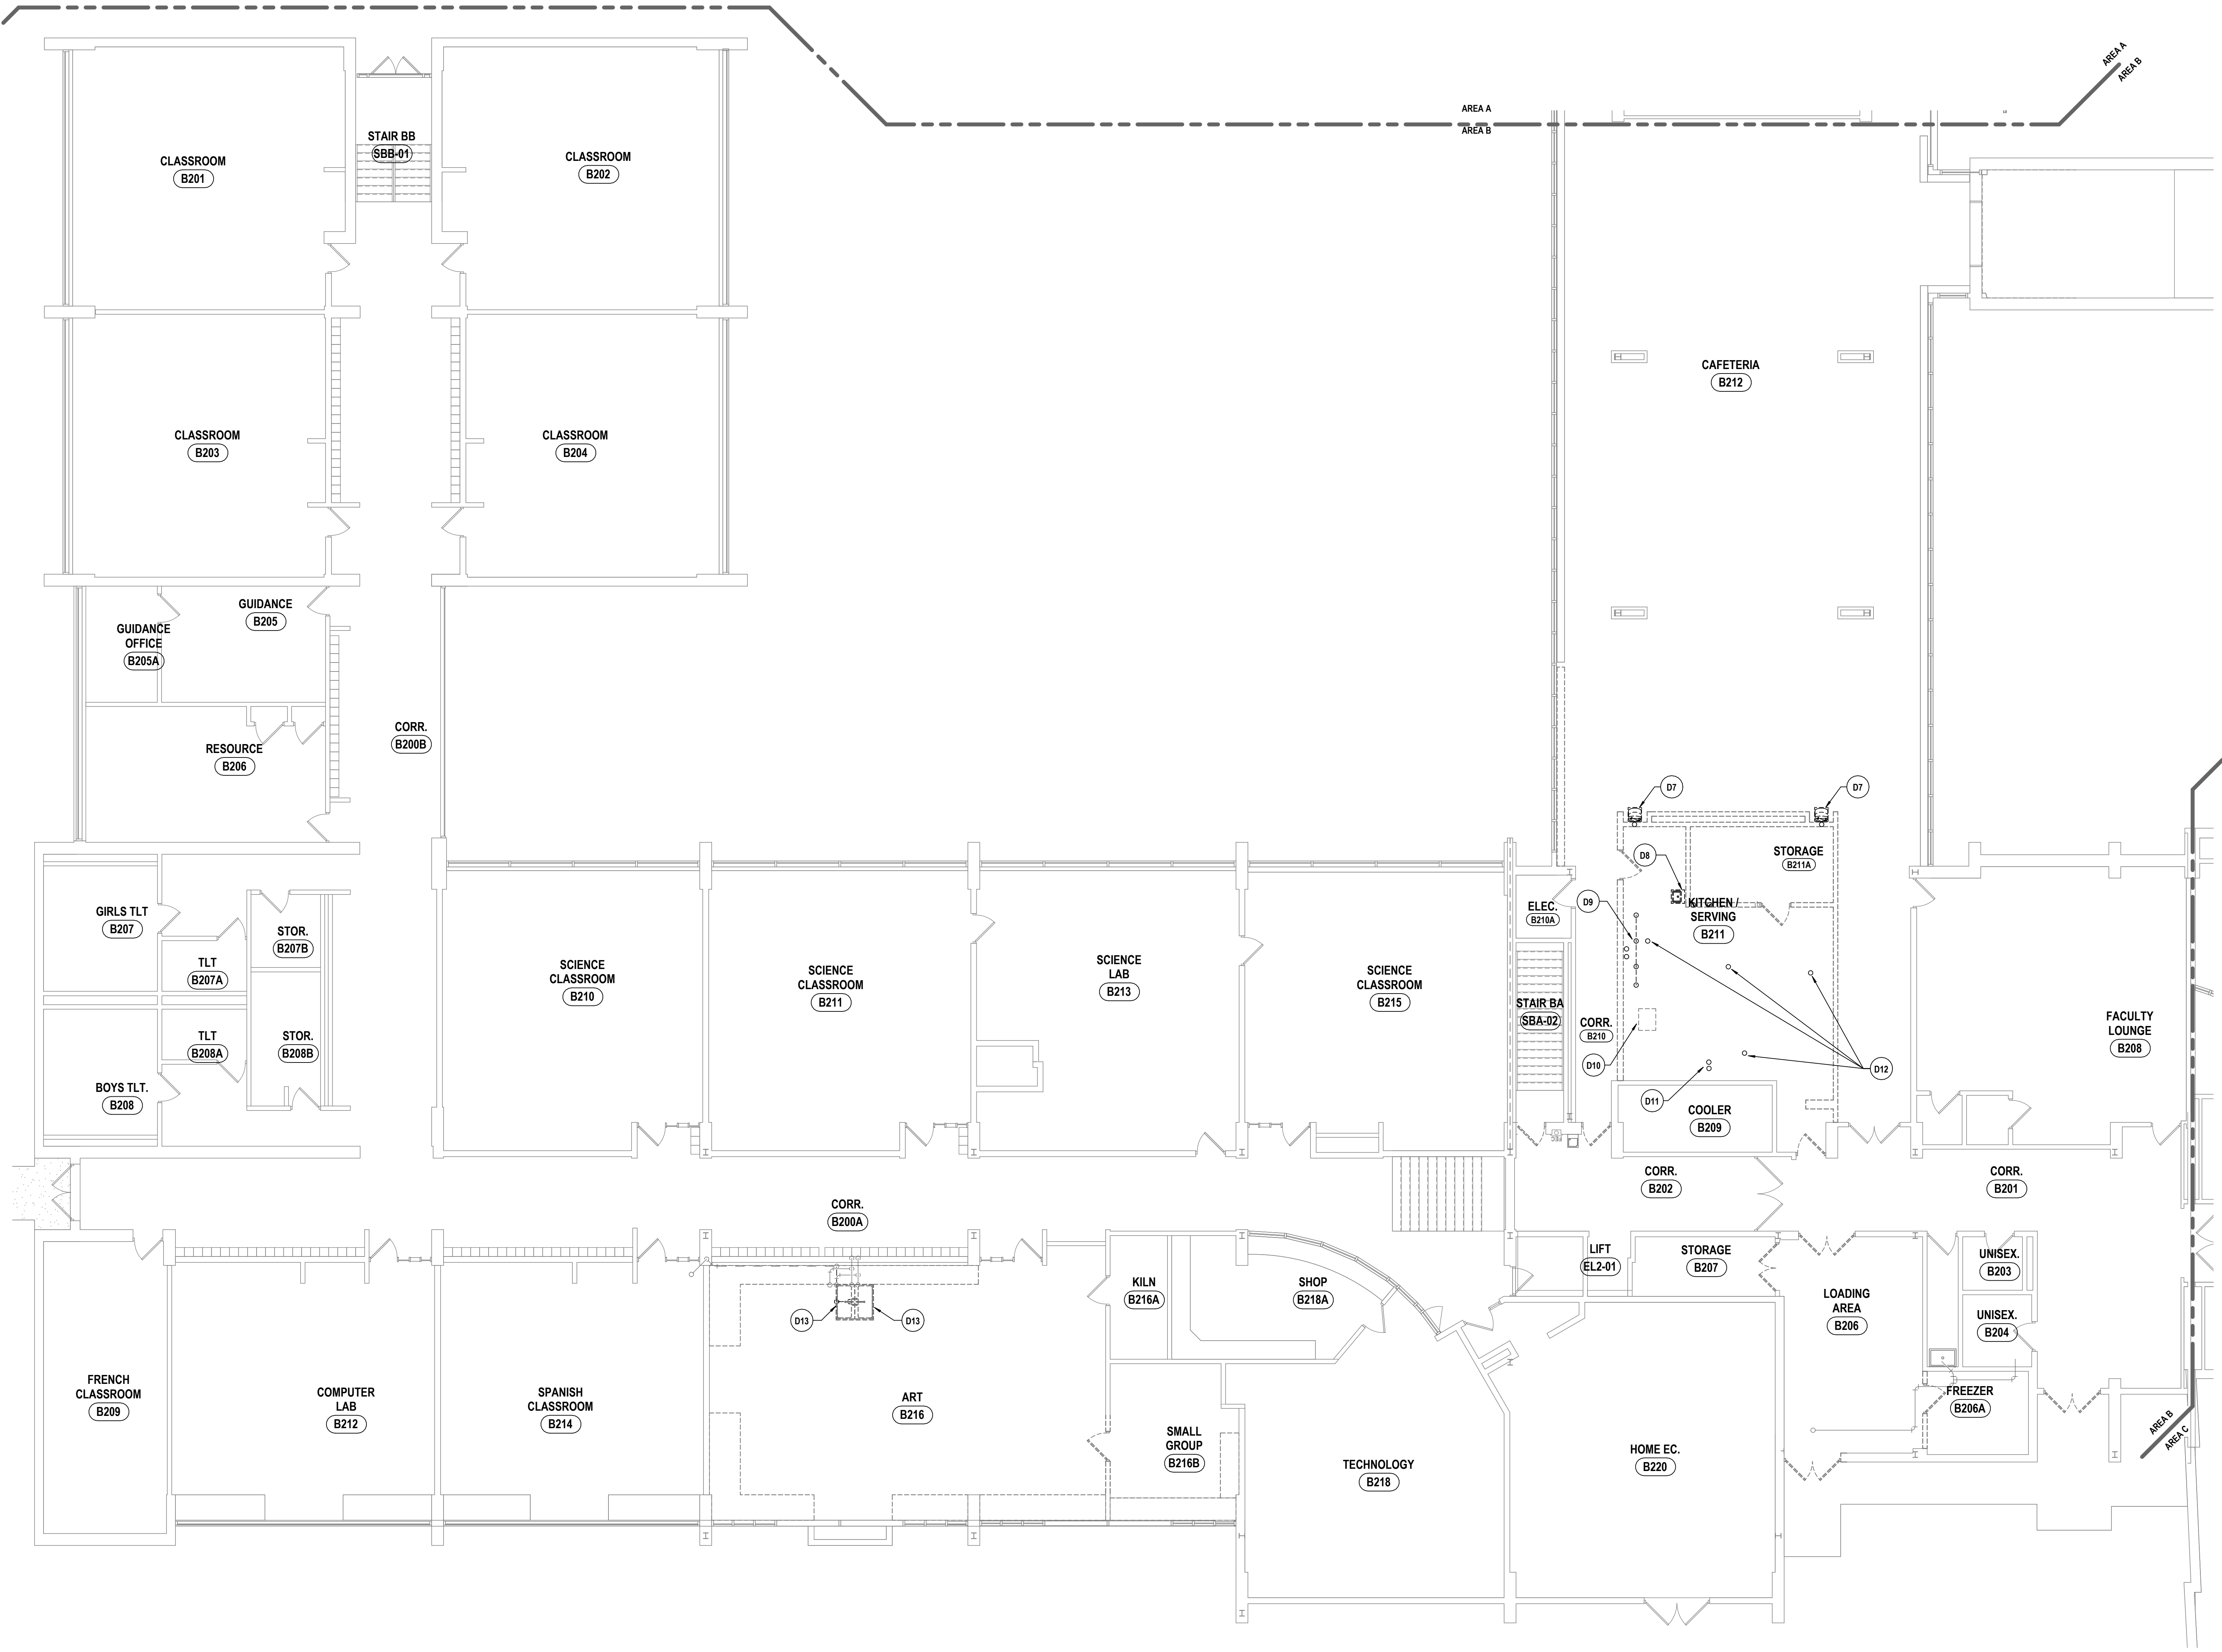 AREA A
AREA B
AREA A
AREA B
STAIR BB
SBB-01
CLASSROOM
B201
CLASSROOM
B202
CAFETERIA
B212
CLASSROOM
B203
CLASSROOM
B204
GUIDANCE
B205
GUIDANCE
OFFICE
B205A
CORR.
B200B
RESOURCE
B206
D7
D7
D8
STORAGE
B211A
D9
KITCHEN /
SERVING
B211
ELEC.
B210A
GIRLS TLT
B207
STOR.
B207B
TLT
B207A
SCIENCE
CLASSROOM
B210
SCIENCE
CLASSROOM
B211
SCIENCE
LAB
B213
SCIENCE
CLASSROOM
B215
STAIR BA
SBA-02
CORR.
B210
FACULTY
LOUNGE
B208
TLT
B208A
STOR.
B208B
D10
D12
BOYS TLT.
B208
D11
COOLER
B209
CORR.
B202
CORR.
B201
CORR.
B200A
LIFT
EL2-01
STORAGE
B207
UNISEX.
B203
KILN
B216A
SHOP
B218A
LOADING
AREA
B206
UNISEX.
B204
D13
D13
FRENCH
CLASSROOM
B209
COMPUTER
LAB
B212
SPANISH
CLASSROOM
B214
ART
B216
FREEZER
B206A
AREA B
AREA C
SMALL
GROUP
B216B
TECHNOLOGY
B218
HOME EC.
B220